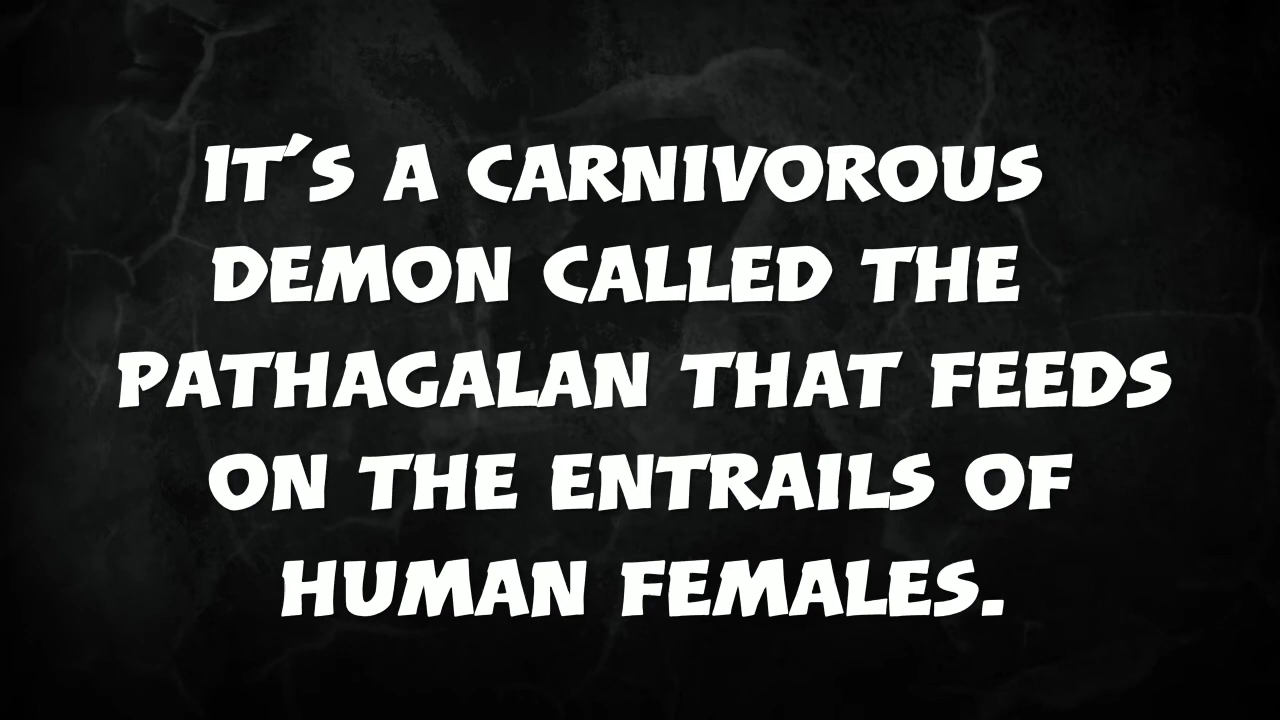 IT'S A CARNIVOROUS
DEMON CALLED THE
PATHAGALAN THAT FEEDS
ON THE ENTRAILS OF
HUMAN FEMALES.